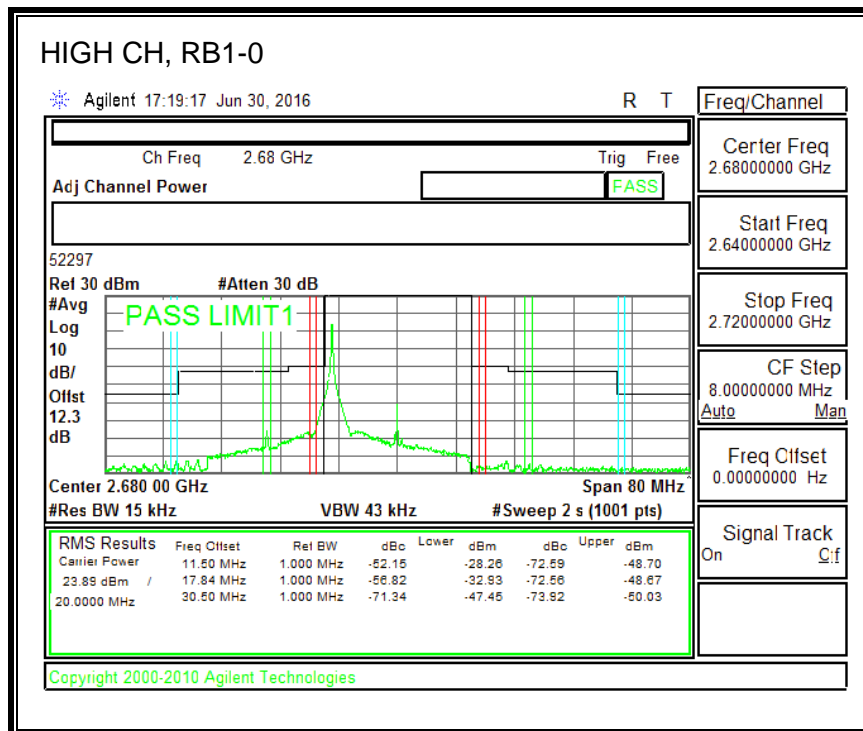 HIGH CH, RB1-0
Agilent 17:19:17 Jun 30, 2016 R T
Freq/Channel
Ch Freq 2.68 GHz Trig Free
Adj Channel Power PASS
Center Freq
2.68000000 GHz
Start Freq
2.64000000 GHz
Stop Freq
2.72000000 GHz
CF Step
8.00000000 MHz
Auto Man
Freq Offset
0.00000000 Hz
Signal Track
On Off
52297
Ref 30 dBm #Atten 30 dB
#Avg
Log
10
dB/
Offst
12.3
dB
PASS LIMIT1
Center 2.680 00 GHz Span 80 MHz
#Res BW 15 kHz VBW 43 kHz #Sweep 2 s (1001 pts)
RMS Results Freq Offset Ref BW dBc Lower dBm dBc Upper dBm
Carrier Power 11.50 MHz 1.000 MHz -52.15 -28.26 -72.59 -48.70
23.89 dBm / 17.84 MHz 1.000 MHz -56.82 -32.93 -72.56 -48.67
20.0000 MHz 30.50 MHz 1.000 MHz -71.34 -47.45 -73.92 -50.03
Copyright 2000-2010 Agilent Technologies